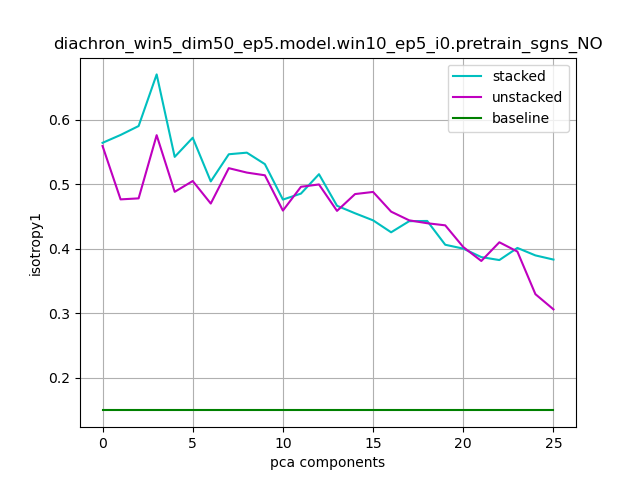 diachron_win5_dim50_ep5.model.win10_ep5_i0.pretrain_sgns_NO
stacked
unstacked
baseline
isotropy1
0.6
0.5
0.4
0.3
0.2
0 5 10 15 20 25
pca components